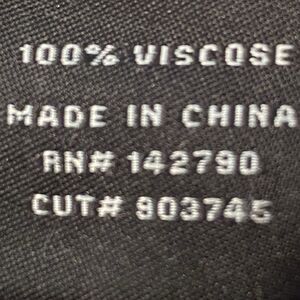 100% VISCOSE
MADE IN CHINA
RN# 142790
CUT# 903745